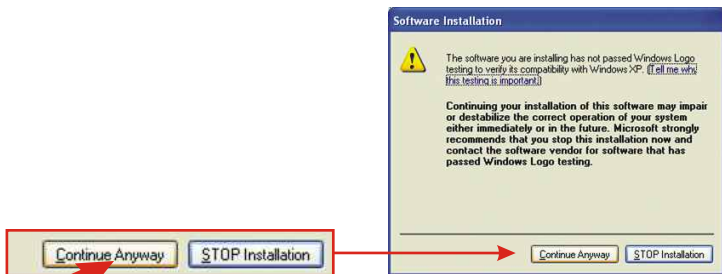 Software Installation
The software you are installing has not passed Windows Logo
testing to verify its compatibility with Windows XP. (Tell me why
this testing is important.)
Continuing your installation of this software may impair
or destabilize the correct operation of your system
either immediately or in the future. Microsoft strongly
recommends that you stop this installation now and
contact the software vendor for software that has
passed Windows Logo testing.
Continue Anyway STOP Installation
Continue Anyway STOP Installation